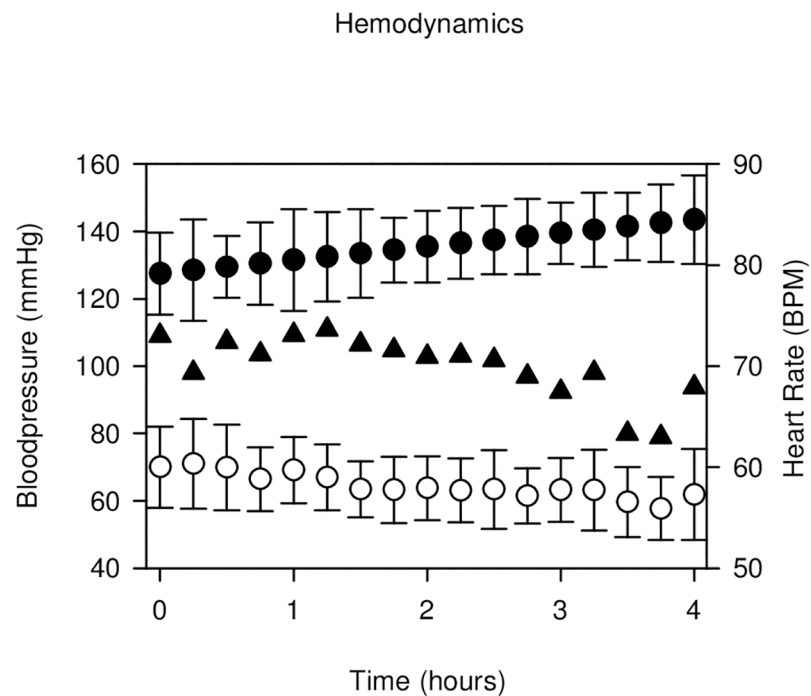 Hemodynamics
Bloodpressure (mmHg)
160
140
120
100
80
60
40
90
80
70
60
50
Heart Rate (BPM)
0 1 2 3 4
Time (hours)